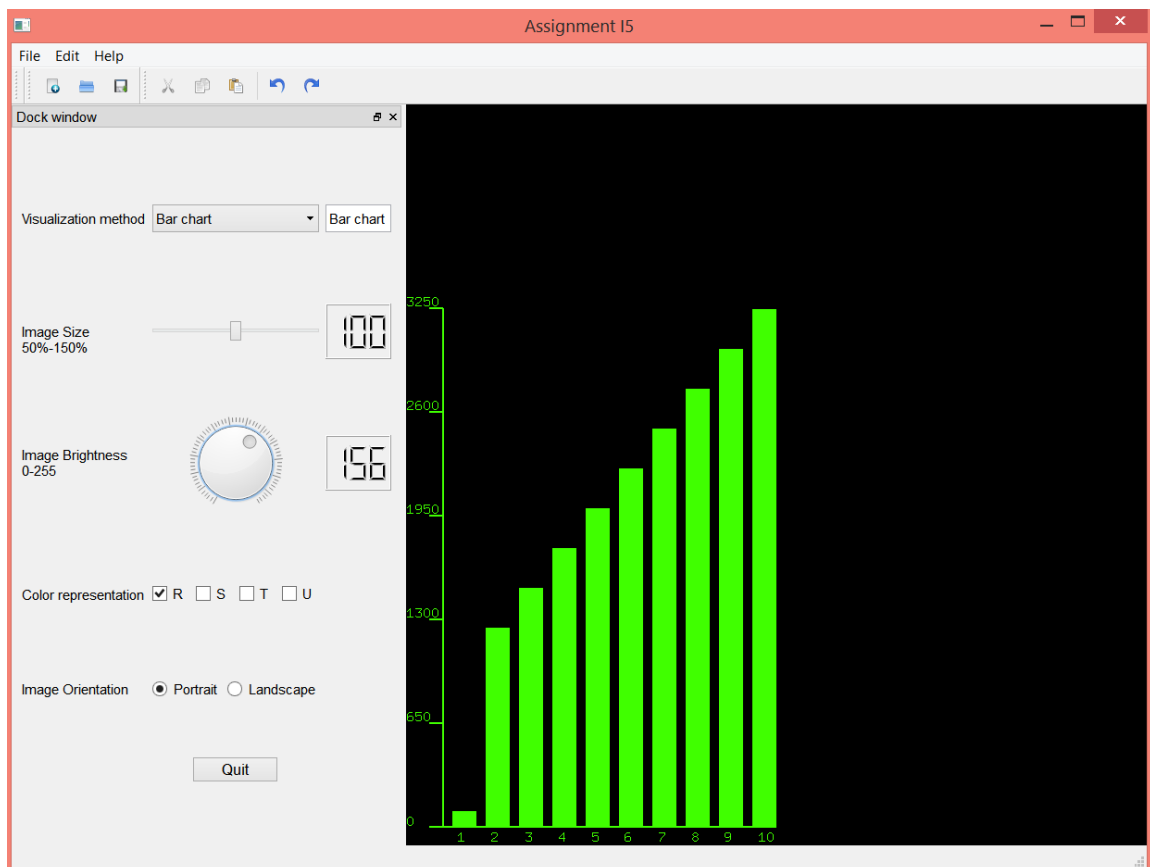 Assignment I5
File Edit Help
Dock window
Visualization method Bar chart Bar chart
Image Size
50%-150%
100
Image Brightness
0-255
156
Color representation R S T U
Image Orientation Portrait Landscape
Quit
3250
2600
1950
1300
650
0
1 2 3 4 5 6 7 8 9 10